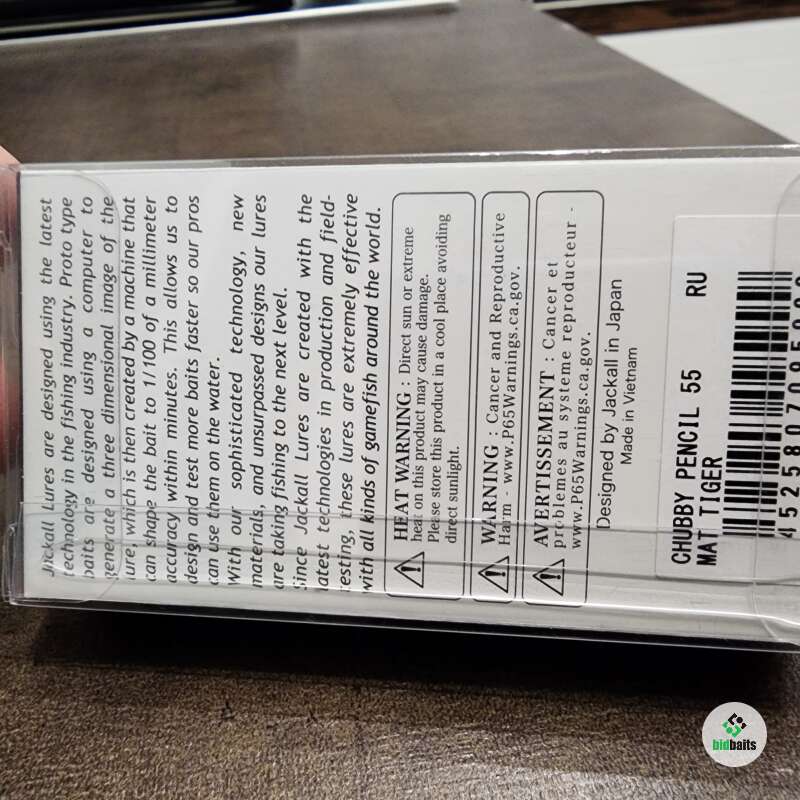 Jackall Lures are designed using the latest
technology in the fishing industry. Proto type
baits are designed using a computer to
generate a three dimensional image of the
lure, which is then created by a machine that
can shape the bait to 1/100 of a millimeter
accuracy within minutes. This allows us to
design and test more baits faster so our pros
can use them on the water.
With our sophisticated technology, new
materials, and unsurpassed designs our lures
are taking fishing to the next level.
Since Jackall Lures are created with the
latest technologies in production and field-
testing, these lures are extremely effective
with all kinds of gamefish around the world.
HEAT WARNING : Direct sun or extreme
heat on this product may cause damage.
Please store this product in a cool place avoiding
direct sunlight.
WARNING : Cancer and Reproductive
Harm - www.P65Warnings.ca.gov.
AVERTISSEMENT : Cancer et
problemes au systeme reproducteur -
www.P65Warnings.ca.gov.
Designed by Jackall in Japan
Made in Vietnam
CHUBBY PENCIL 55 RU
MAT TIGER
bidbaits